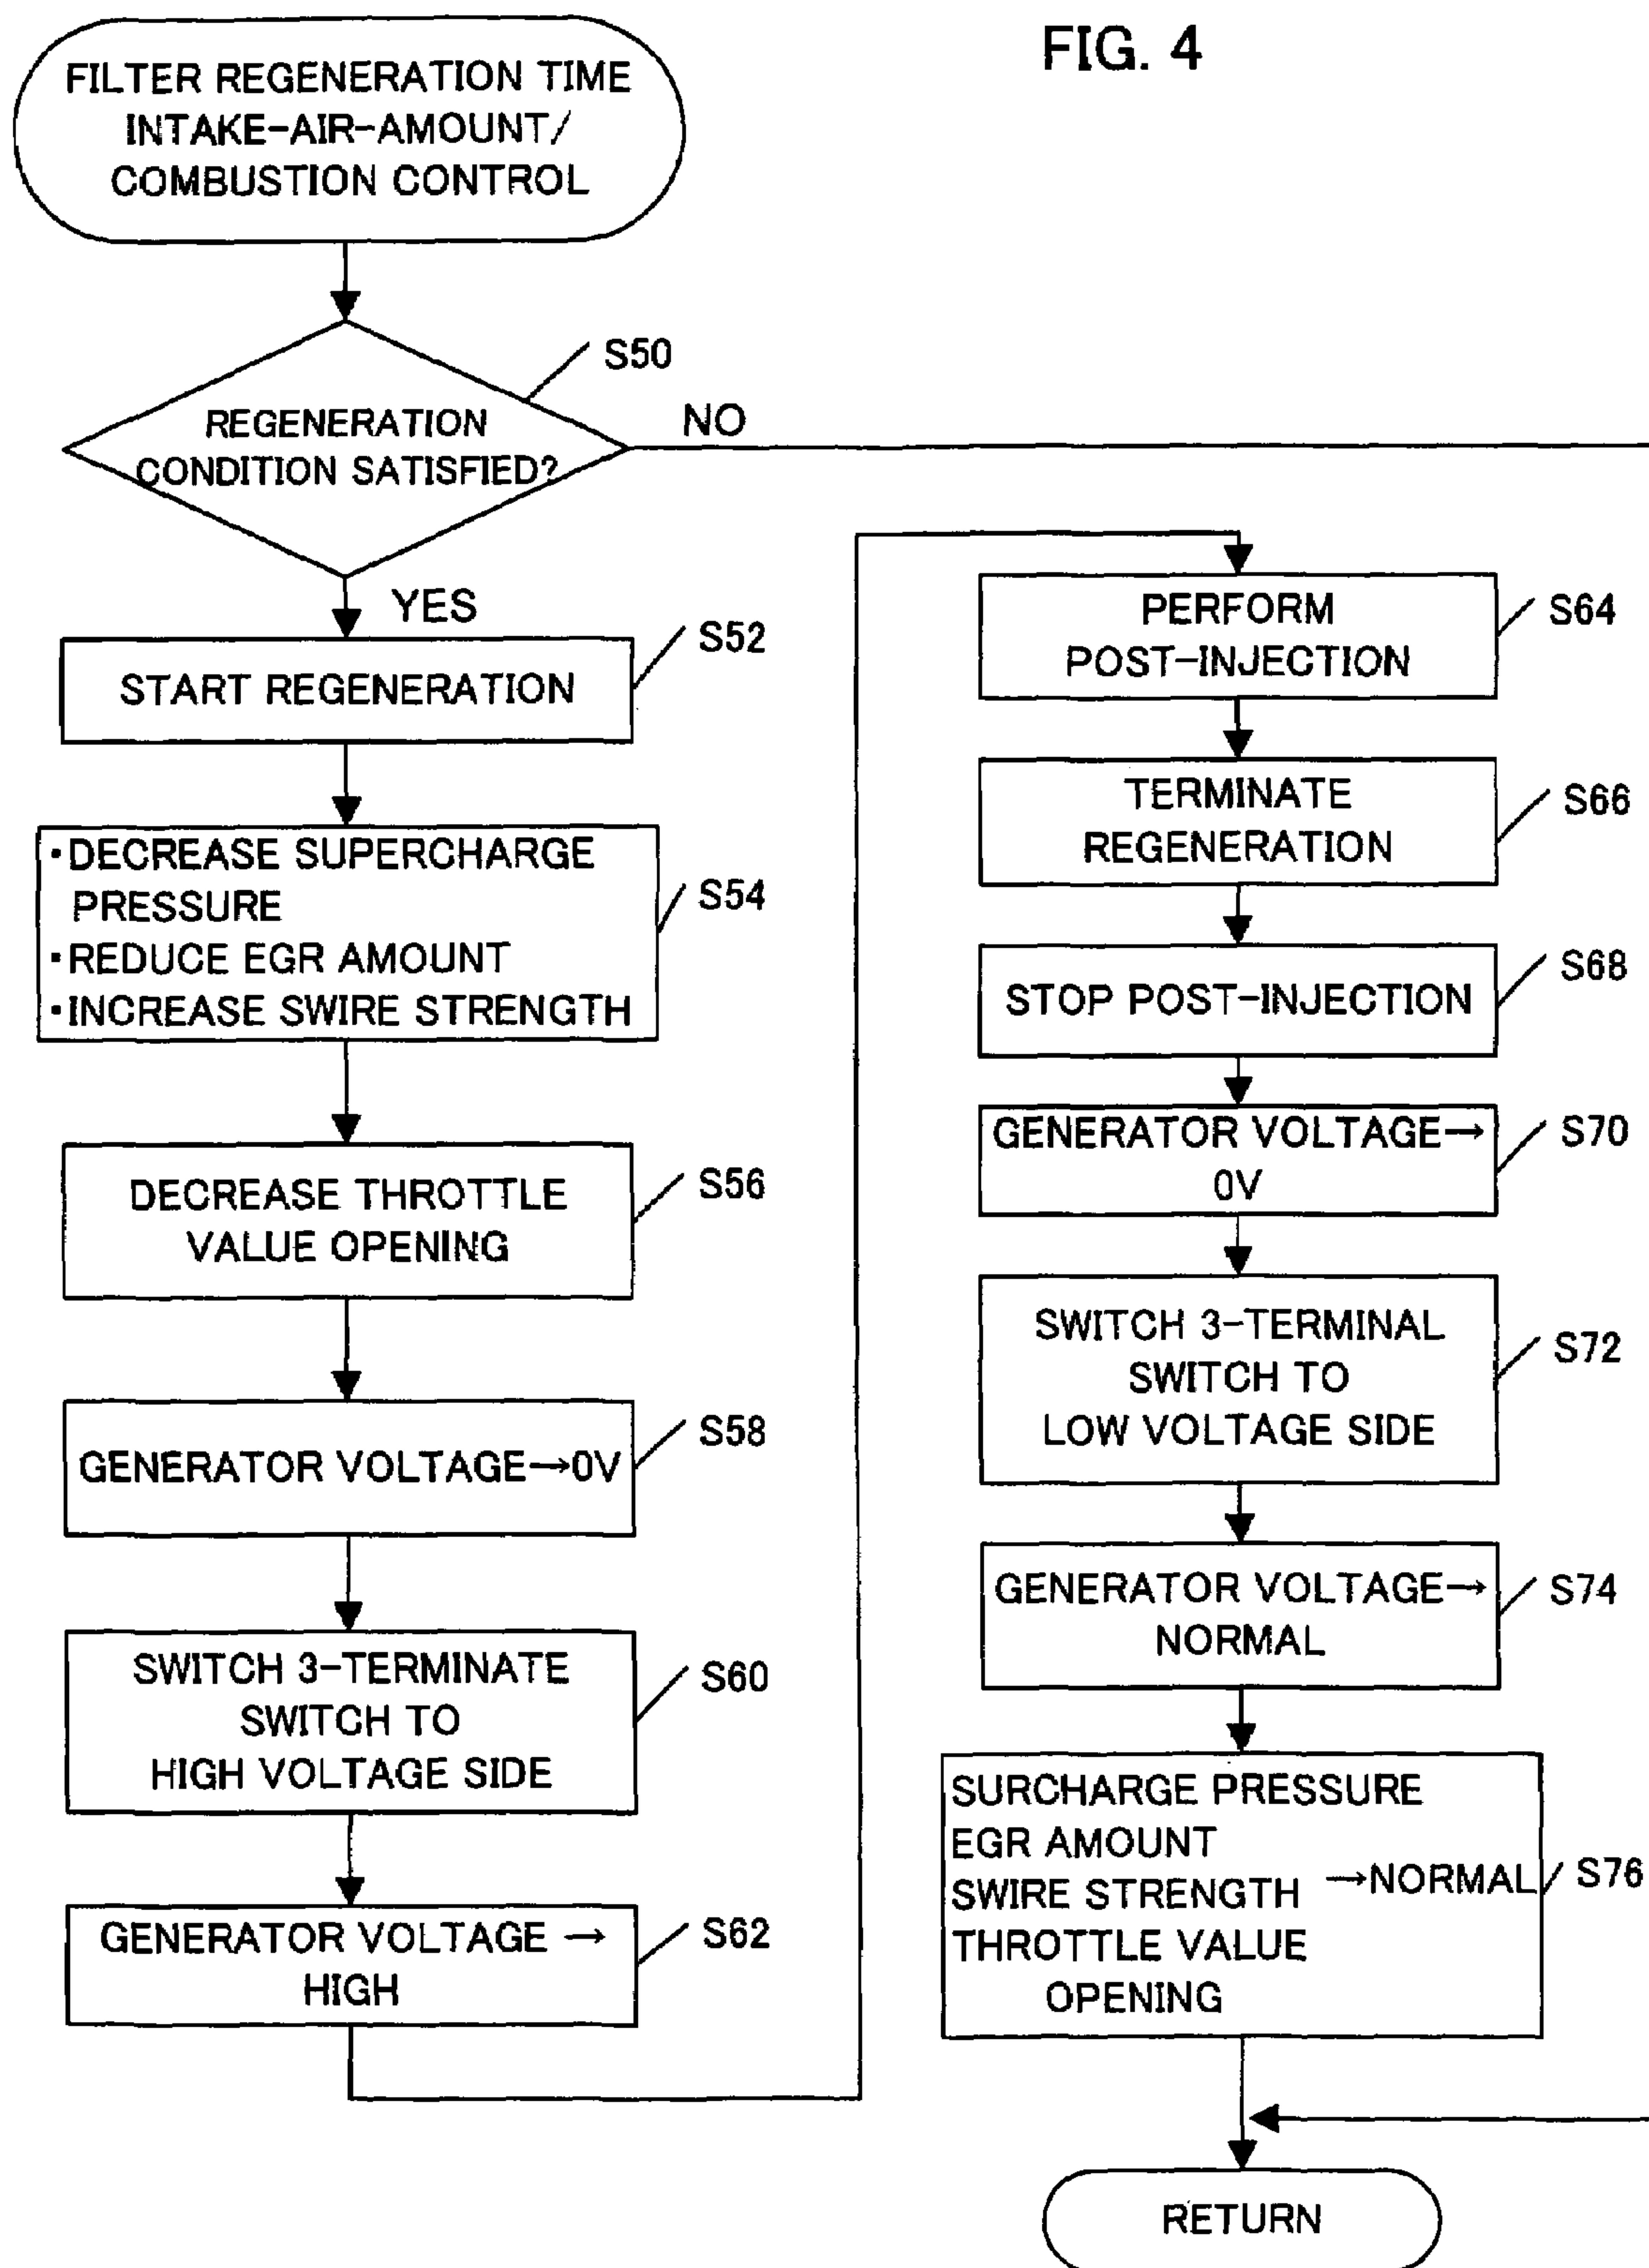 FIG. 4
FILTER REGENERATION TIME
INTAKE-AIR-AMOUNT/
COMBUSTION CONTROL
S50
REGENERATION
CONDITION SATISFIED?
NO
YES
S52
START REGENERATION
S54
・DECREASE SUPERCHARGE
PRESSURE
・REDUCE EGR AMOUNT
・INCREASE SWIRE STRENGTH
S56
DECREASE THROTTLE
VALUE OPENING
S58
GENERATOR VOLTAGE→0V
S60
SWITCH 3-TERMINATE
SWITCH TO
HIGH VOLTAGE SIDE
S62
GENERATOR VOLTAGE →
HIGH
S64
PERFORM
POST-INJECTION
S66
TERMINATE
REGENERATION
S68
STOP POST-INJECTION
S70
GENERATOR VOLTAGE→
0V
S72
SWITCH 3-TERMINAL
SWITCH TO
LOW VOLTAGE SIDE
S74
GENERATOR VOLTAGE→
NORMAL
S76
SURCHARGE PRESSURE
EGR AMOUNT
SWIRE STRENGTH →NORMAL
THROTTLE VALUE
OPENING
RETURN